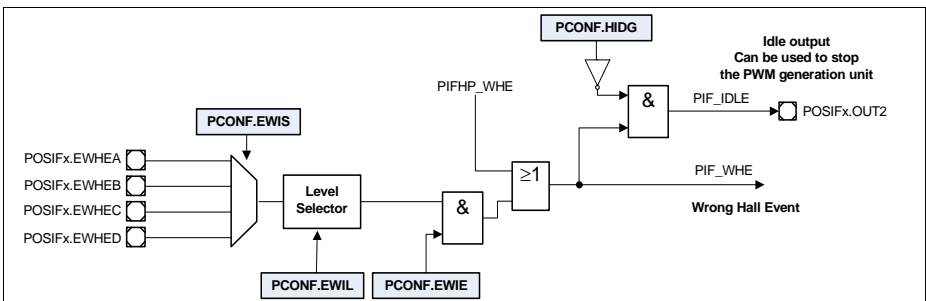 PCONF.HIDG
Idle output
Can be used to stop
the PWM generation unit
PIFHP_WHE
&
PIF_IDLE
POSIFx.OUT2
PCONF.EWIS
POSIFx.EWHEA
POSIFx.EWHEB
POSIFx.EWHEC
POSIFx.EWHED
Level
Selector
&
≥1
PIF_WHE
Wrong Hall Event
PCONF.EWIL
PCONF.EWIE